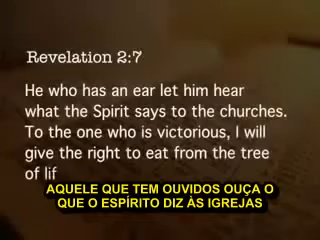 Revelation 2:7
He who has an ear let him hear
what the Spirit says to the churches.
To the one who is victorious, I will
give the right to eat from the tree
of lif
AQUELE QUE TEM OUVIDOS OUÇA O
QUE O ESPÍRITO DIZ ÀS IGREJAS